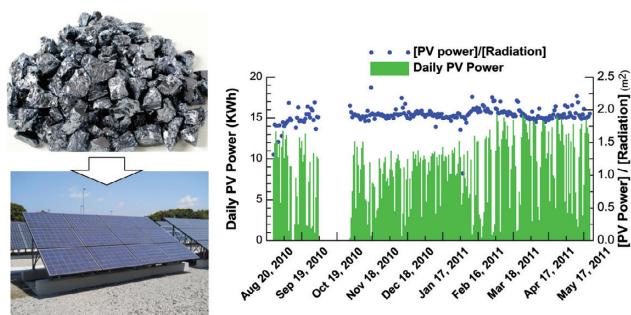 [PV power]/[Radiation]
Daily PV Power
Daily PV Power (KWh)
20
15
10
5
0
2.5
2.0
1.5
1.0
0.5
0.0
[PV Power] / [Radiation] (m2)
Aug 20, 2010
Sep 19, 2010
Oct 19, 2010
Nov 18, 2010
Dec 18, 2010
Jan 17, 2011
Feb 16, 2011
Mar 18, 2011
Apr 17, 2011
May 17, 2011